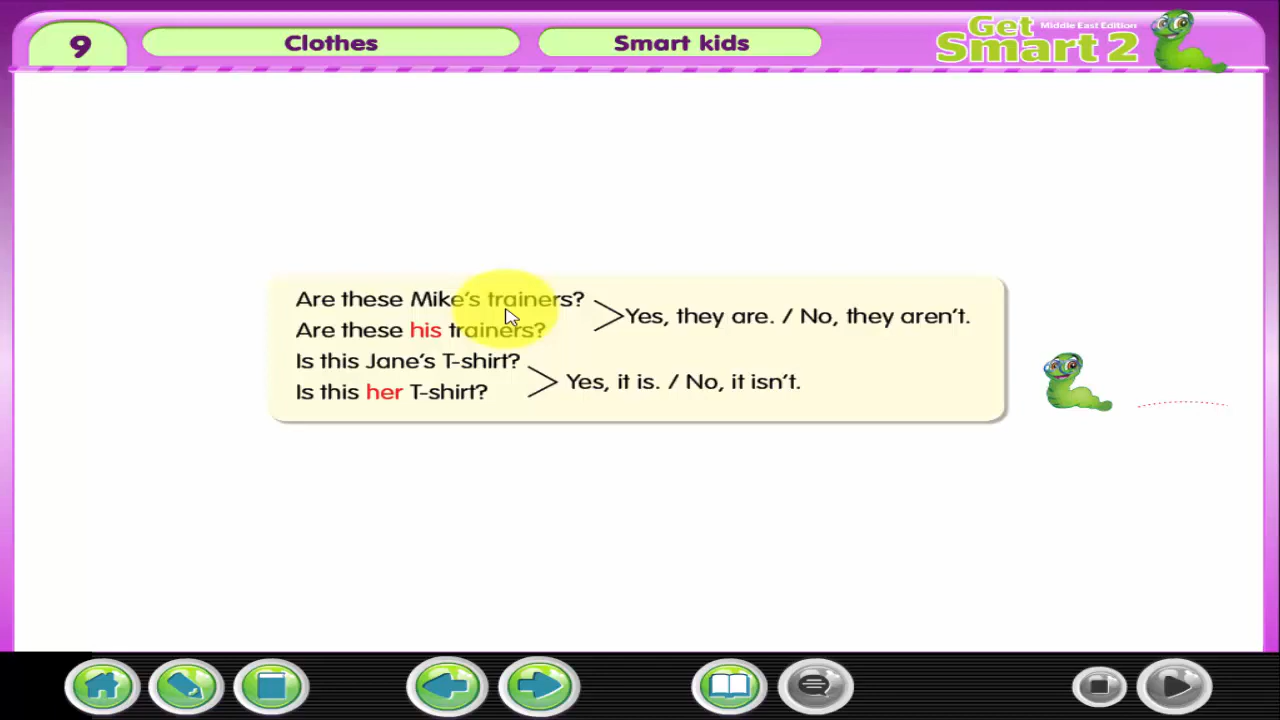 9
Clothes
Smart kids
Get
Middle East Edition
Smart 2
Are these Mike's trainers?
Are these his trainers?
Yes, they are. / No, they aren't.
Is this Jane's T-shirt?
Is this her T-shirt?
Yes, it is. / No, it isn't.